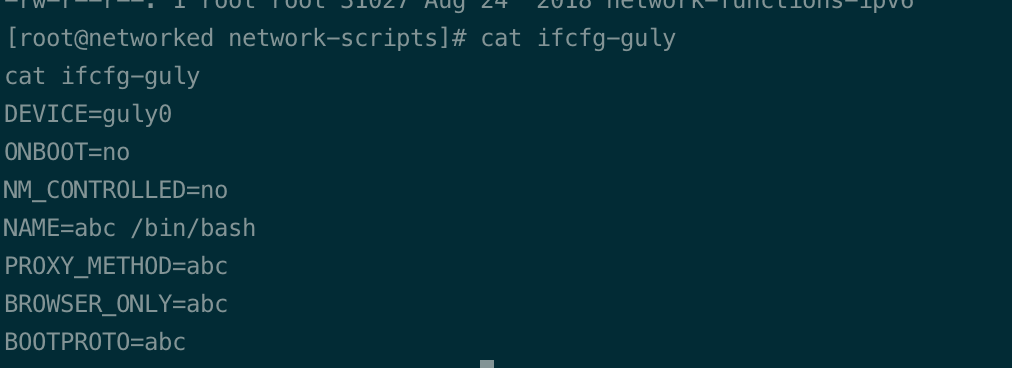 -rw-r--r--. 1 root root 31027 Aug 24  2018 network-functions-ipv6
[root@networked network-scripts]# cat ifcfg-guly
cat ifcfg-guly
DEVICE=guly0
ONBOOT=no
NM_CONTROLLED=no
NAME=abc /bin/bash
PROXY_METHOD=abc
BROWSER_ONLY=abc
BOOTPROTO=abc